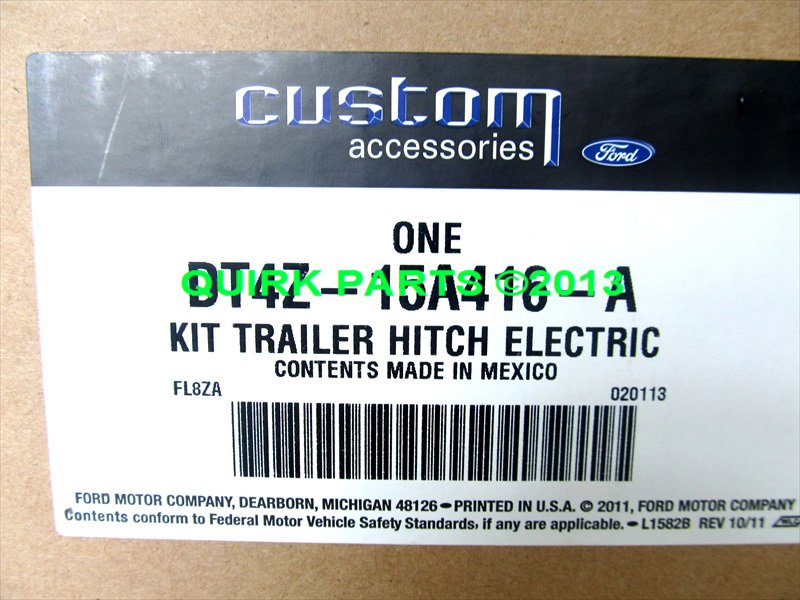 custom
accessories Ford
ONE
DT4Z-15A416-A
QUIRK PARTS ©2013
KIT TRAILER HITCH ELECTRIC
CONTENTS MADE IN MEXICO
FL8ZA 020113
FORD MOTOR COMPANY, DEARBORN, MICHIGAN 48126 – PRINTED IN U.S.A. © 2011, FORD MOTOR COMPANY
Contents conform to Federal Motor Vehicle Safety Standards, if any are applicable. – L1582B REV 10/11